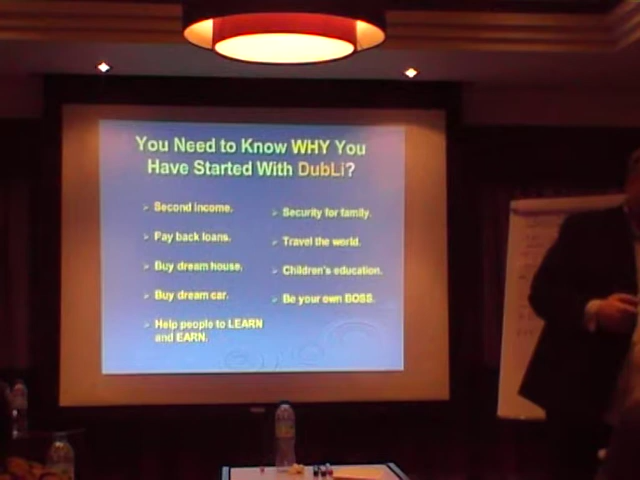 You Need to Know WHY You
Have Started With DubLi?
Second income.
Pay back loans.
Buy dream house.
Buy dream car.
Help people to LEARN
and EARN.
Security for family.
Travel the world.
Children's education.
Be your own BOSS.